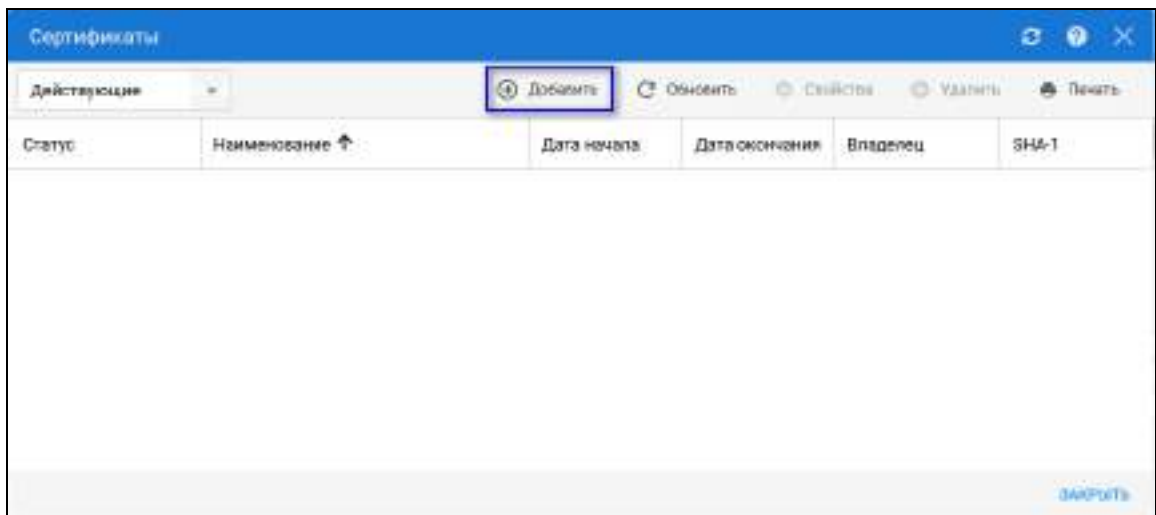 Сертификаты
Действующие Добавить Обновить Свойства Удалить Печать
Статус Наименование Дата начала Дата окончания Владелец SHA-1
ЗАКРЫТЬ